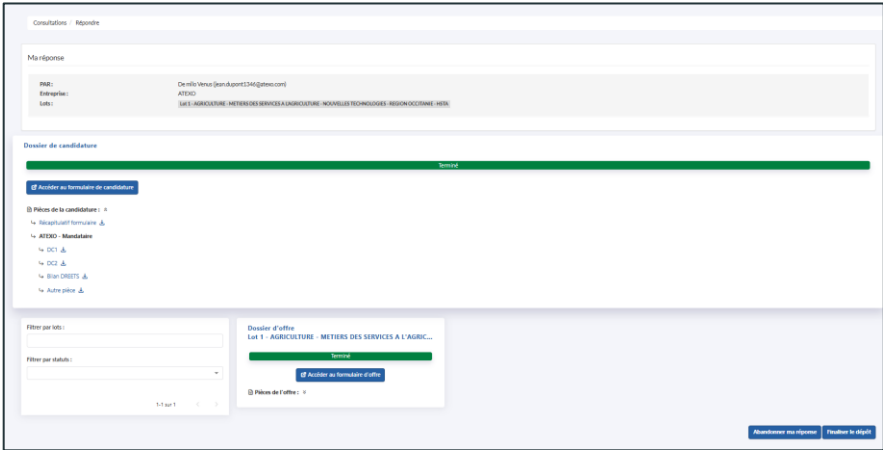 Consultations / Répondre
Ma réponse
PAR : De milo Venus (jean.dupont1346@atexo.com)
Entreprise : ATEXO
Lots : Lot 1 - AGRICULTURE - METIERS DES SERVICES A L'AGRICULTURE - NOUVELLES TECHNOLOGIES - REGION OCCITANIE - HSTA
Dossier de candidature
Terminé
Accéder au formulaire de candidature
Pièces de la candidature :
Récapitulatif formulaire
ATEXO - Mandataire
DC1
DC2
Bilan DREETS
Autre pièce
Filtrer par lots :
Filtrer par statuts :
1-1 sur 1
Dossier d'offre
Lot 1 - AGRICULTURE - METIERS DES SERVICES A L'AGRIC...
Terminé
Accéder au formulaire d'offre
Pièces de l'offre :
Abandonner ma réponse Finaliser le dépôt